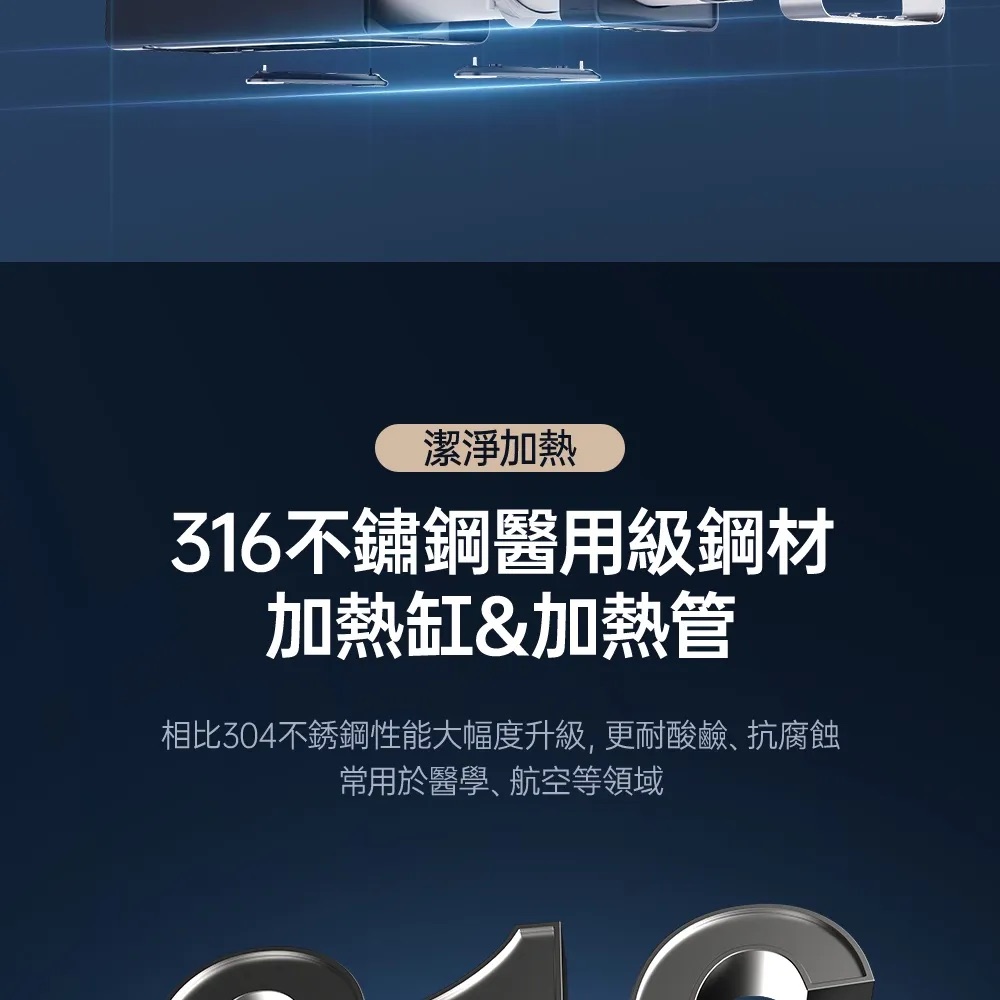 潔淨加熱
316不鏽鋼醫用級鋼材
加熱缸&加熱管
相比304不銹鋼性能大幅度升級, 更耐酸鹼、抗腐蝕
常用於醫學、航空等領域
316